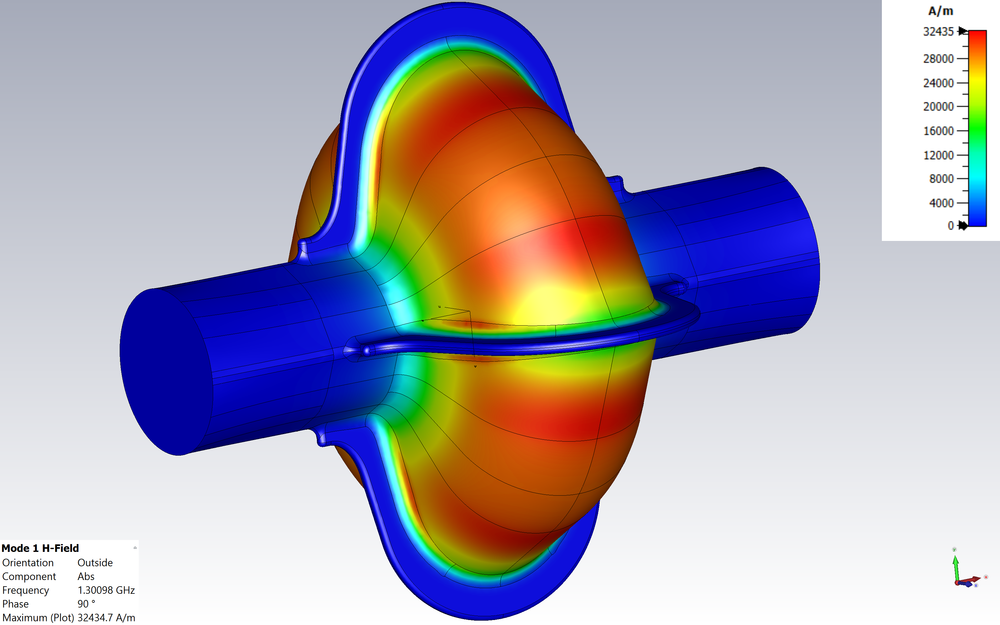 A/m
32435
28000
24000
20000
16000
12000
8000
4000
0
u
w
v
Mode 1 H-Field
Orientation Outside
Component Abs
Frequency 1.30098 GHz
Phase 90 °
Maximum (Plot) 32434.7 A/m
y
x
z